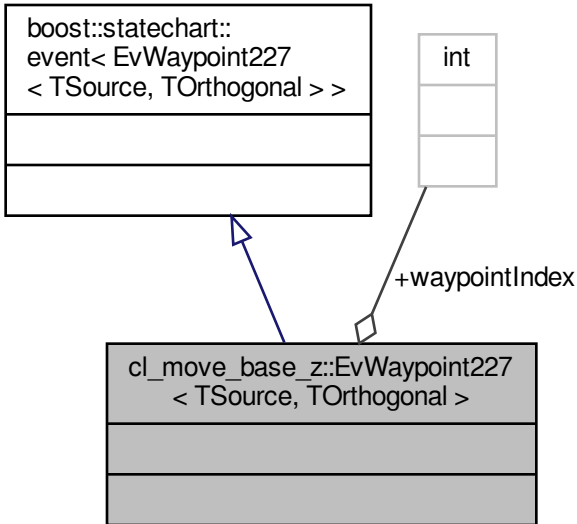 boost::statechart::
event< EvWaypoint227
< TSource, TOrthogonal > >
int
+waypointIndex
cl_move_base_z::EvWaypoint227
< TSource, TOrthogonal >